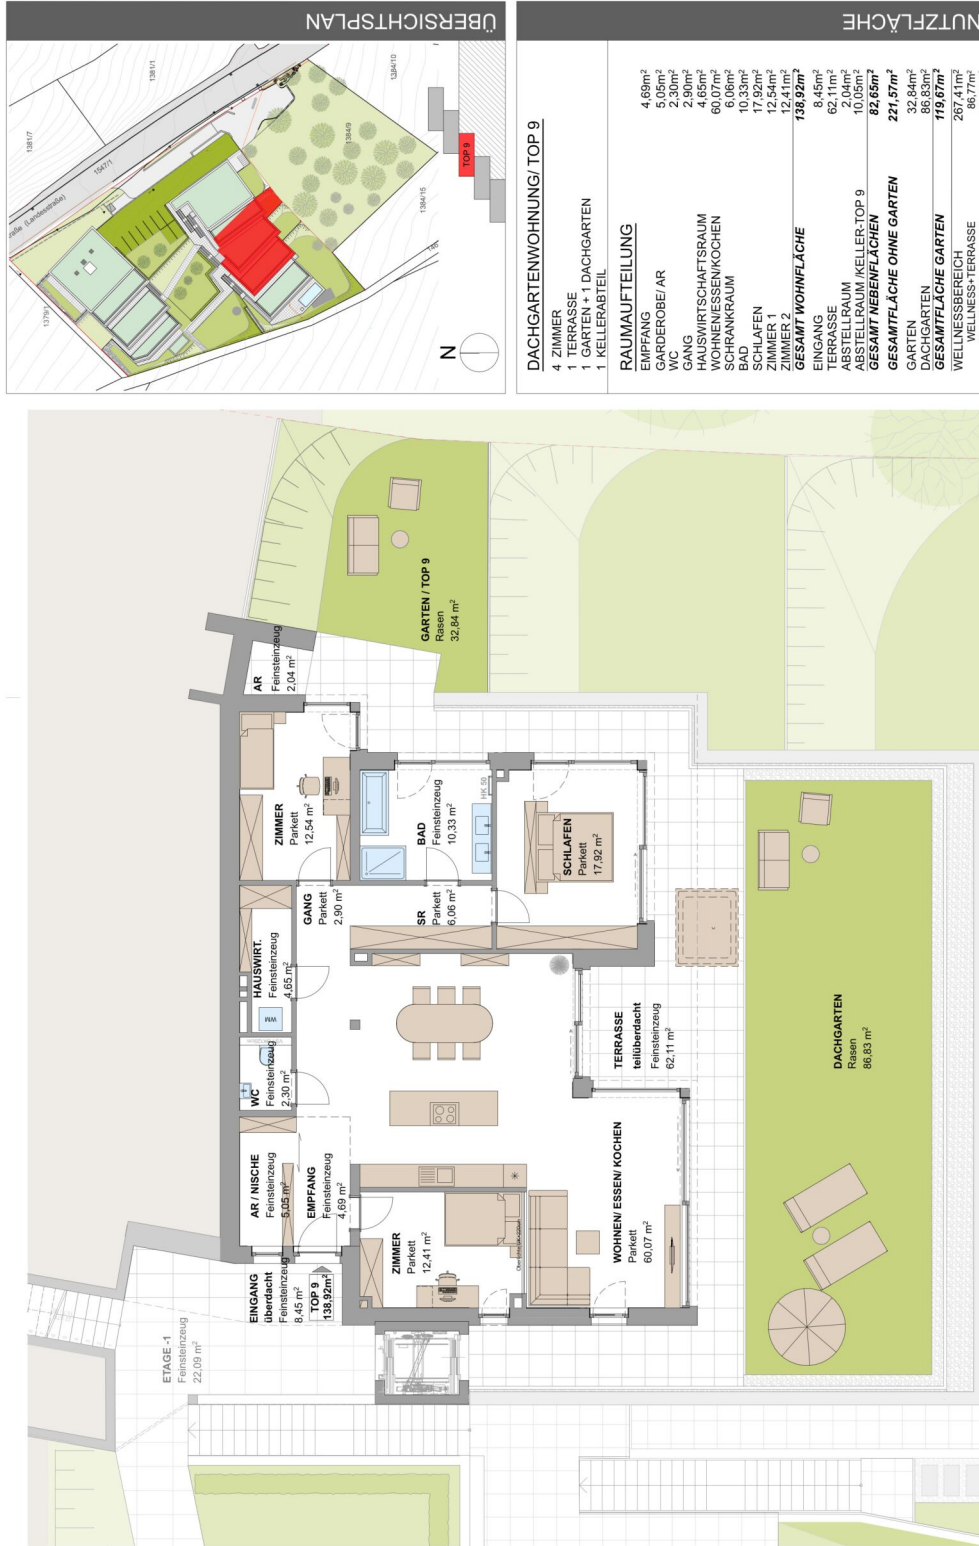 ÜBERSICHTSPLAN
1381/7
1381/1
1547/1
(Landesstraße)
1379/1
1384/9
1384/10
1384/15
N
TOP 9
NUTZFLÄCHE
DACHGARTENWOHNUNG/ TOP 9
4 ZIMMER
1 TERRASSE
1 GARTEN + 1 DACHGARTEN
1 KELLERABTEIL
RAUMAUFTEILUNG
EMPFANG 4,69m²
GARDEROBE/ AR 5,05m²
WC 2,30m²
GANG 2,90m²
HAUSWIRTSCHAFTSRAUM 4,65m²
WOHNEN/ESSEN/KOCHEN 60,07m²
SCHRANKRAUM 6,06m²
BAD 10,33m²
SCHLAFEN 17,92m²
ZIMMER 1 12,54m²
ZIMMER 2 12,41m²
GESAMT WOHNFLÄCHE 138,92m²
EINGANG 8,45m²
TERRASSE 62,11m²
ABSTELLRAUM 2,04m²
ABSTELLRAUM /KELLER-TOP 9 10,05m²
GESAMT NEBENFLÄCHEN 82,65m²
GESAMTFLÄCHE OHNE GARTEN 221,57m²
GARTEN 32,84m²
DACHGARTEN 86,83m²
GESAMTFLÄCHE GARTEN 119,67m²
WELLNESSBEREICH 267,41m²
WELLNESS+TERRASSE 86,77m²
ETAGE -1
Feinsteinzeug
22,09 m²
EINGANG
überdacht
Feinsteinzeug
8,45 m²
TOP 9
138,92m²
AR / NISCHE
Feinsteinzeug
5,05 m²
EMPFANG
Feinsteinzeug
4,69 m²
WC
Feinsteinzeug
2,30 m²
HAUSWIRT.
Feinsteinzeug
4,65 m²
WM
GANG
Parkett
2,90 m²
ZIMMER
Parkett
12,54 m²
AR
Feinsteinzeug
2,04 m²
GARTEN / TOP 9
Rasen
32,84 m²
BAD
Feinsteinzeug
10,33 m²
HK 50
SR
Parkett
6,06 m²
SCHLAFEN
Parkett
17,92 m²
ZIMMER
Parkett
12,41 m²
WOHNEN/ ESSEN/ KOCHEN
Parkett
60,07 m²
TERRASSE
teilüberdacht
Feinsteinzeug
62,11 m²
DACHGARTEN
Rasen
86,83 m²